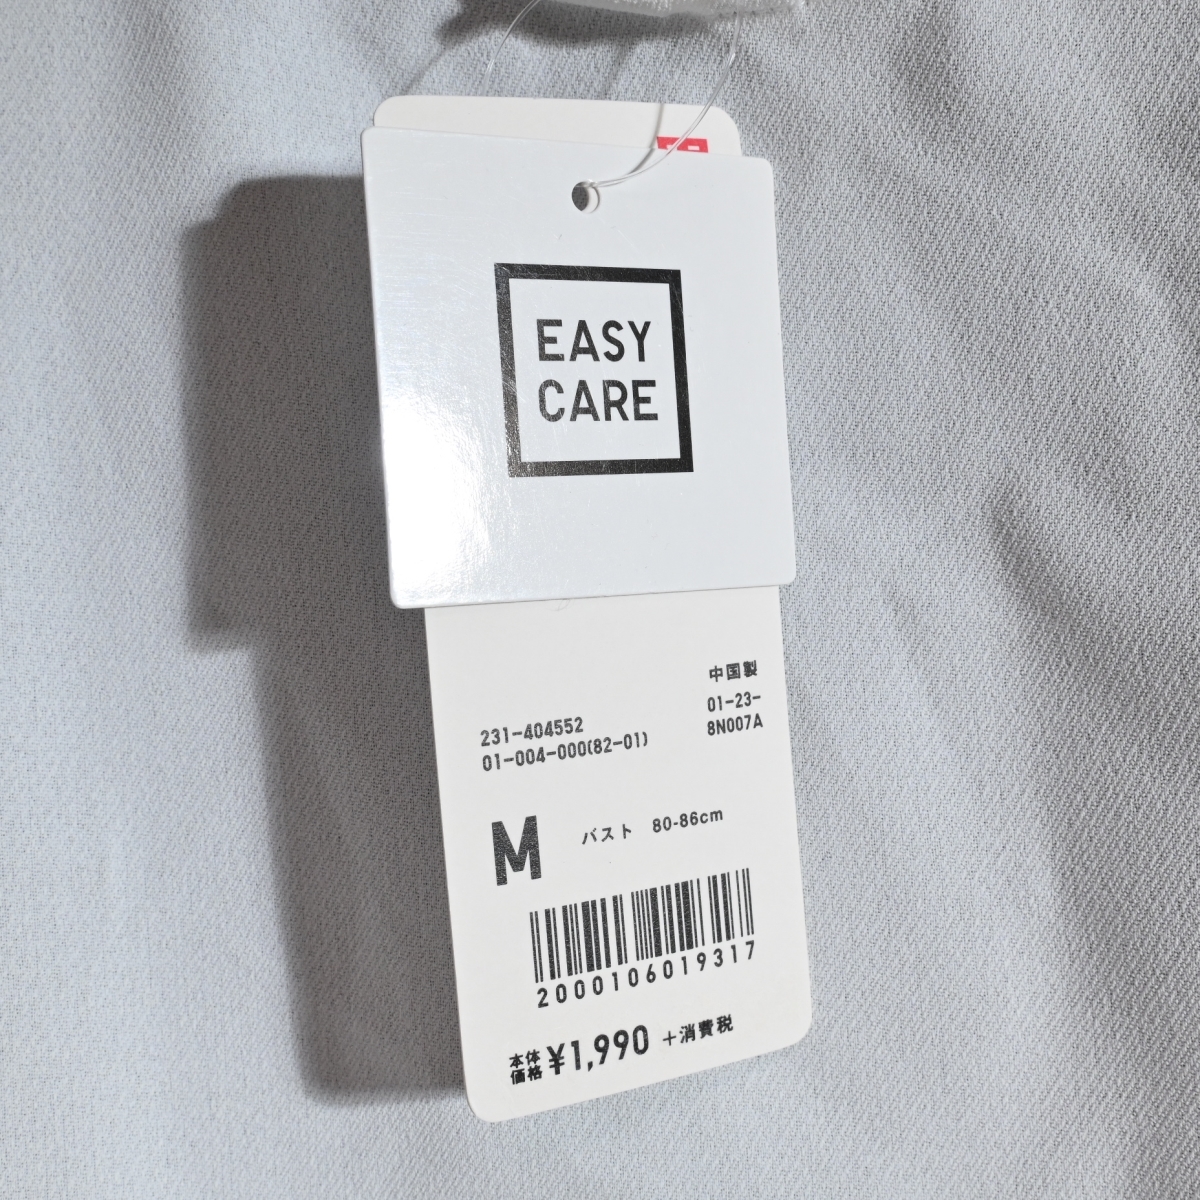 EASY
CARE
中国製
01-23-
8N007A
231-404552
01-004-000(82-01)
M バスト 80-86cm
2000106019317
本体価格 ¥1,990 +消費税